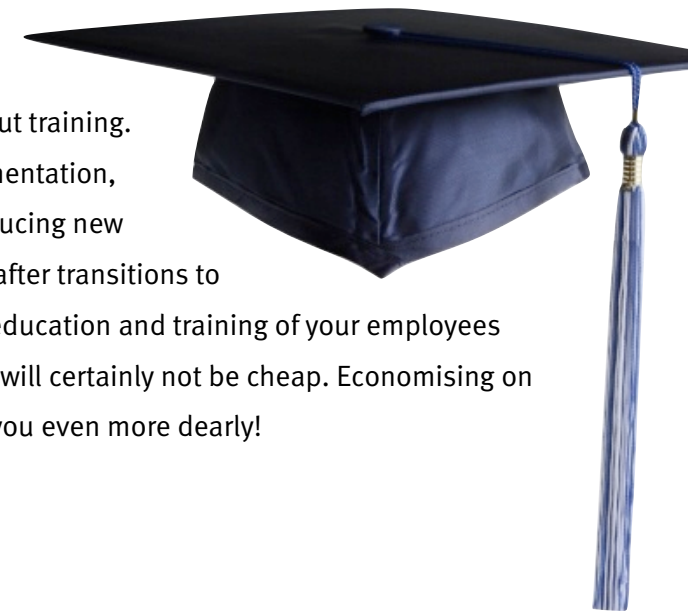 ut training.
entation,
ucing new
after transitions to
education and training of your employees
will certainly not be cheap. Economising on
you even more dearly!